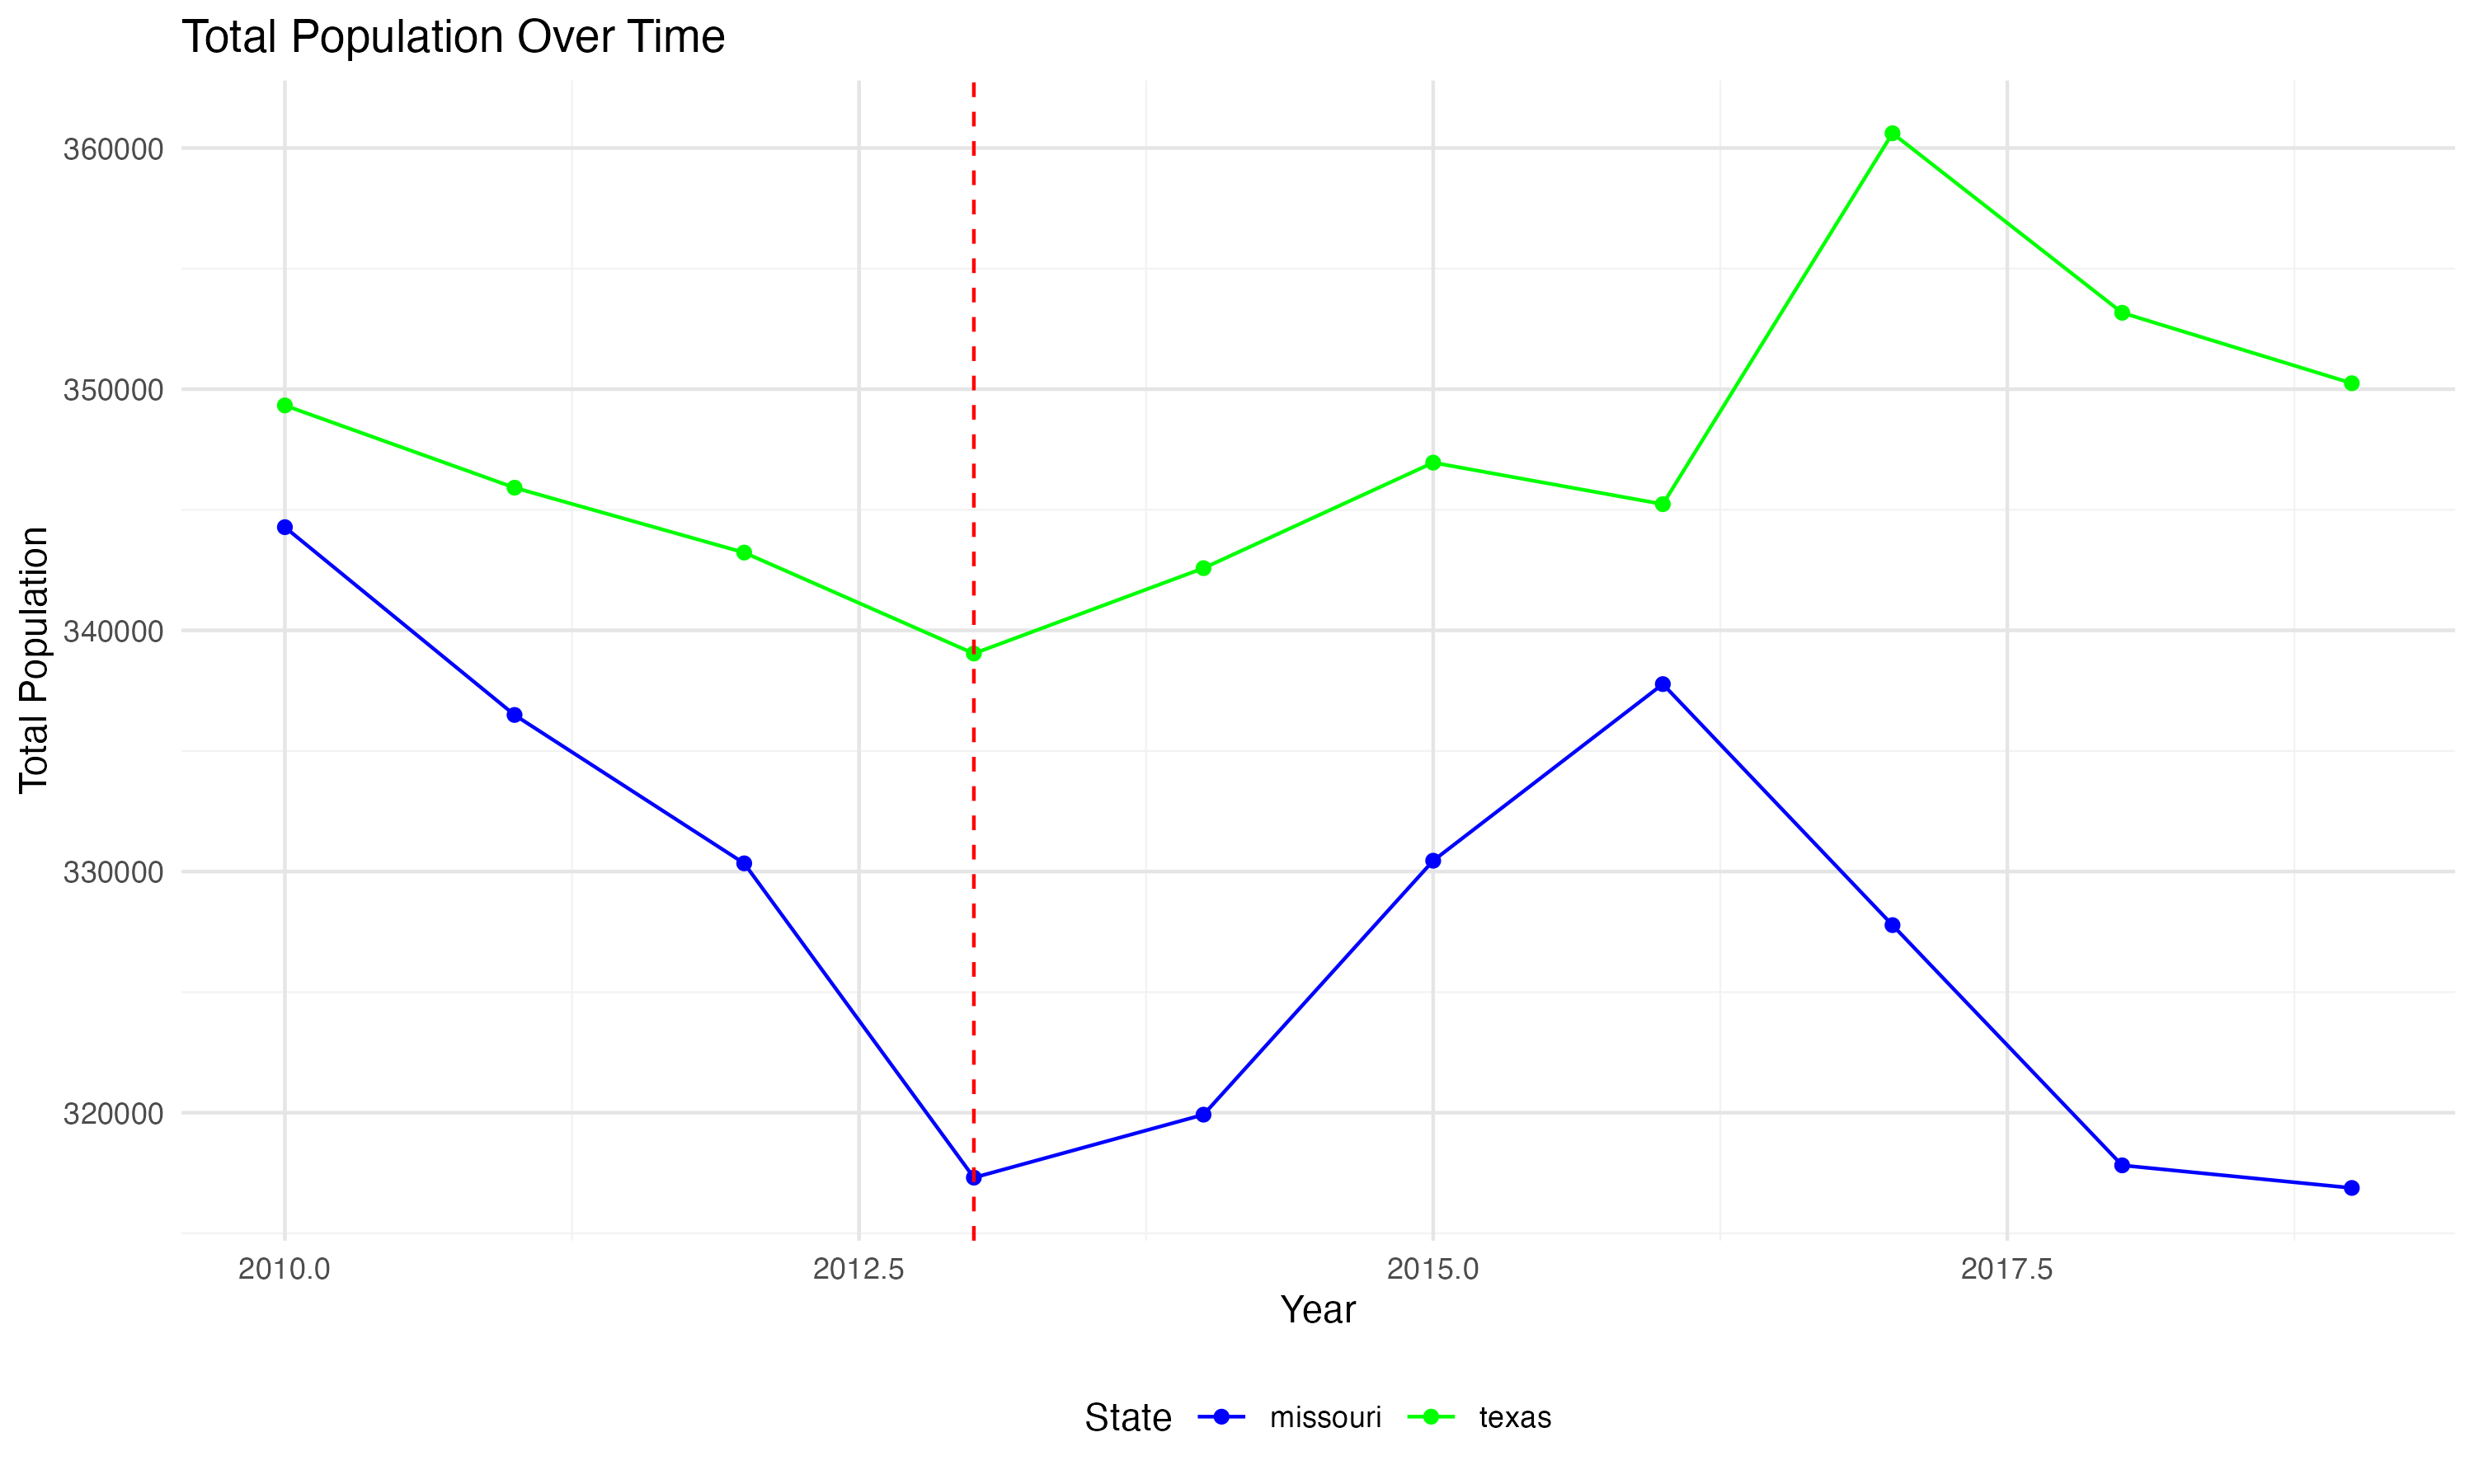 Total Population Over Time
Total Population
360000
350000
340000
330000
320000
2010.0 2012.5 2015.0 2017.5
Year
State missouri texas